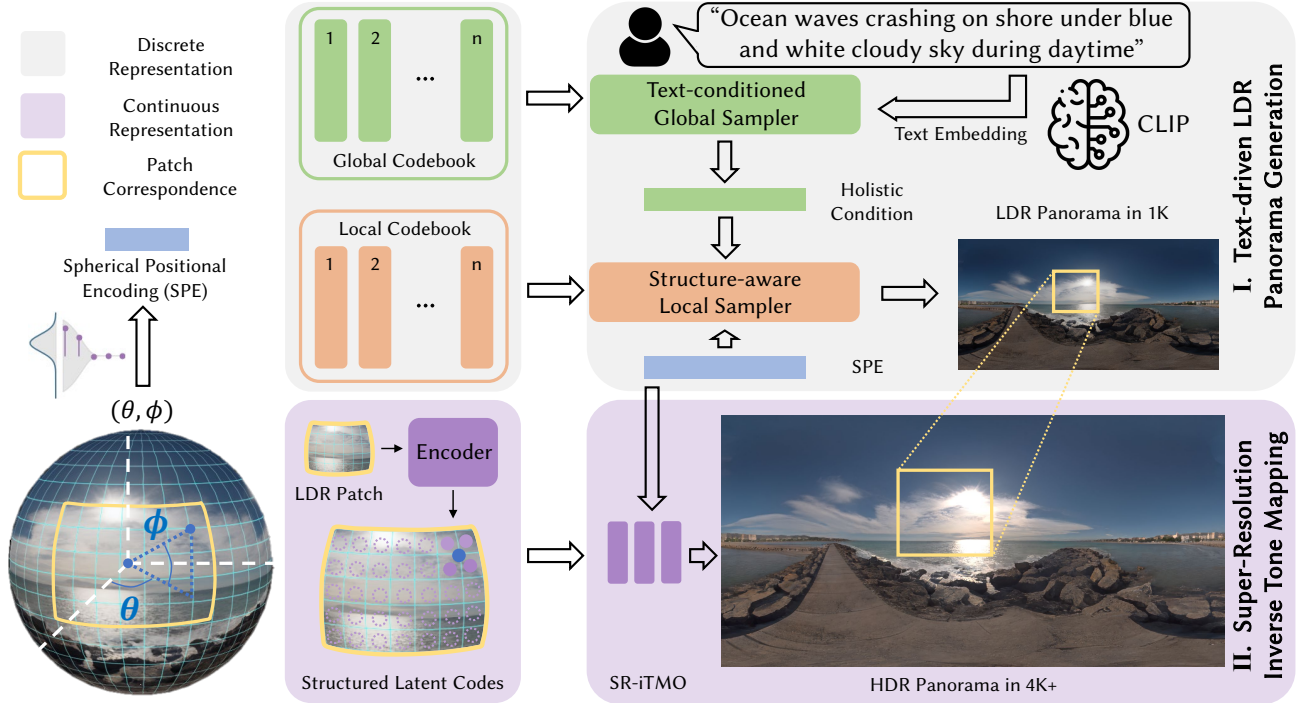 Discrete
Representation
Continuous
Representation
Patch
Correspondence
Spherical Positional
Encoding (SPE)
(θ, ϕ)
ϕ
θ
1 2 ... n
Global Codebook
Local Codebook
1 2 ... n
LDR Patch
Encoder
Structured Latent Codes
“Ocean waves crashing on shore under blue
and white cloudy sky during daytime”
Text-conditioned
Global Sampler
Text Embedding
CLIP
Holistic
Condition
Structure-aware
Local Sampler
SPE
LDR Panorama in 1K
I. Text-driven LDR
Panorama Generation
SR-iTMO
HDR Panorama in 4K+
II. Super-Resolution
Inverse Tone Mapping